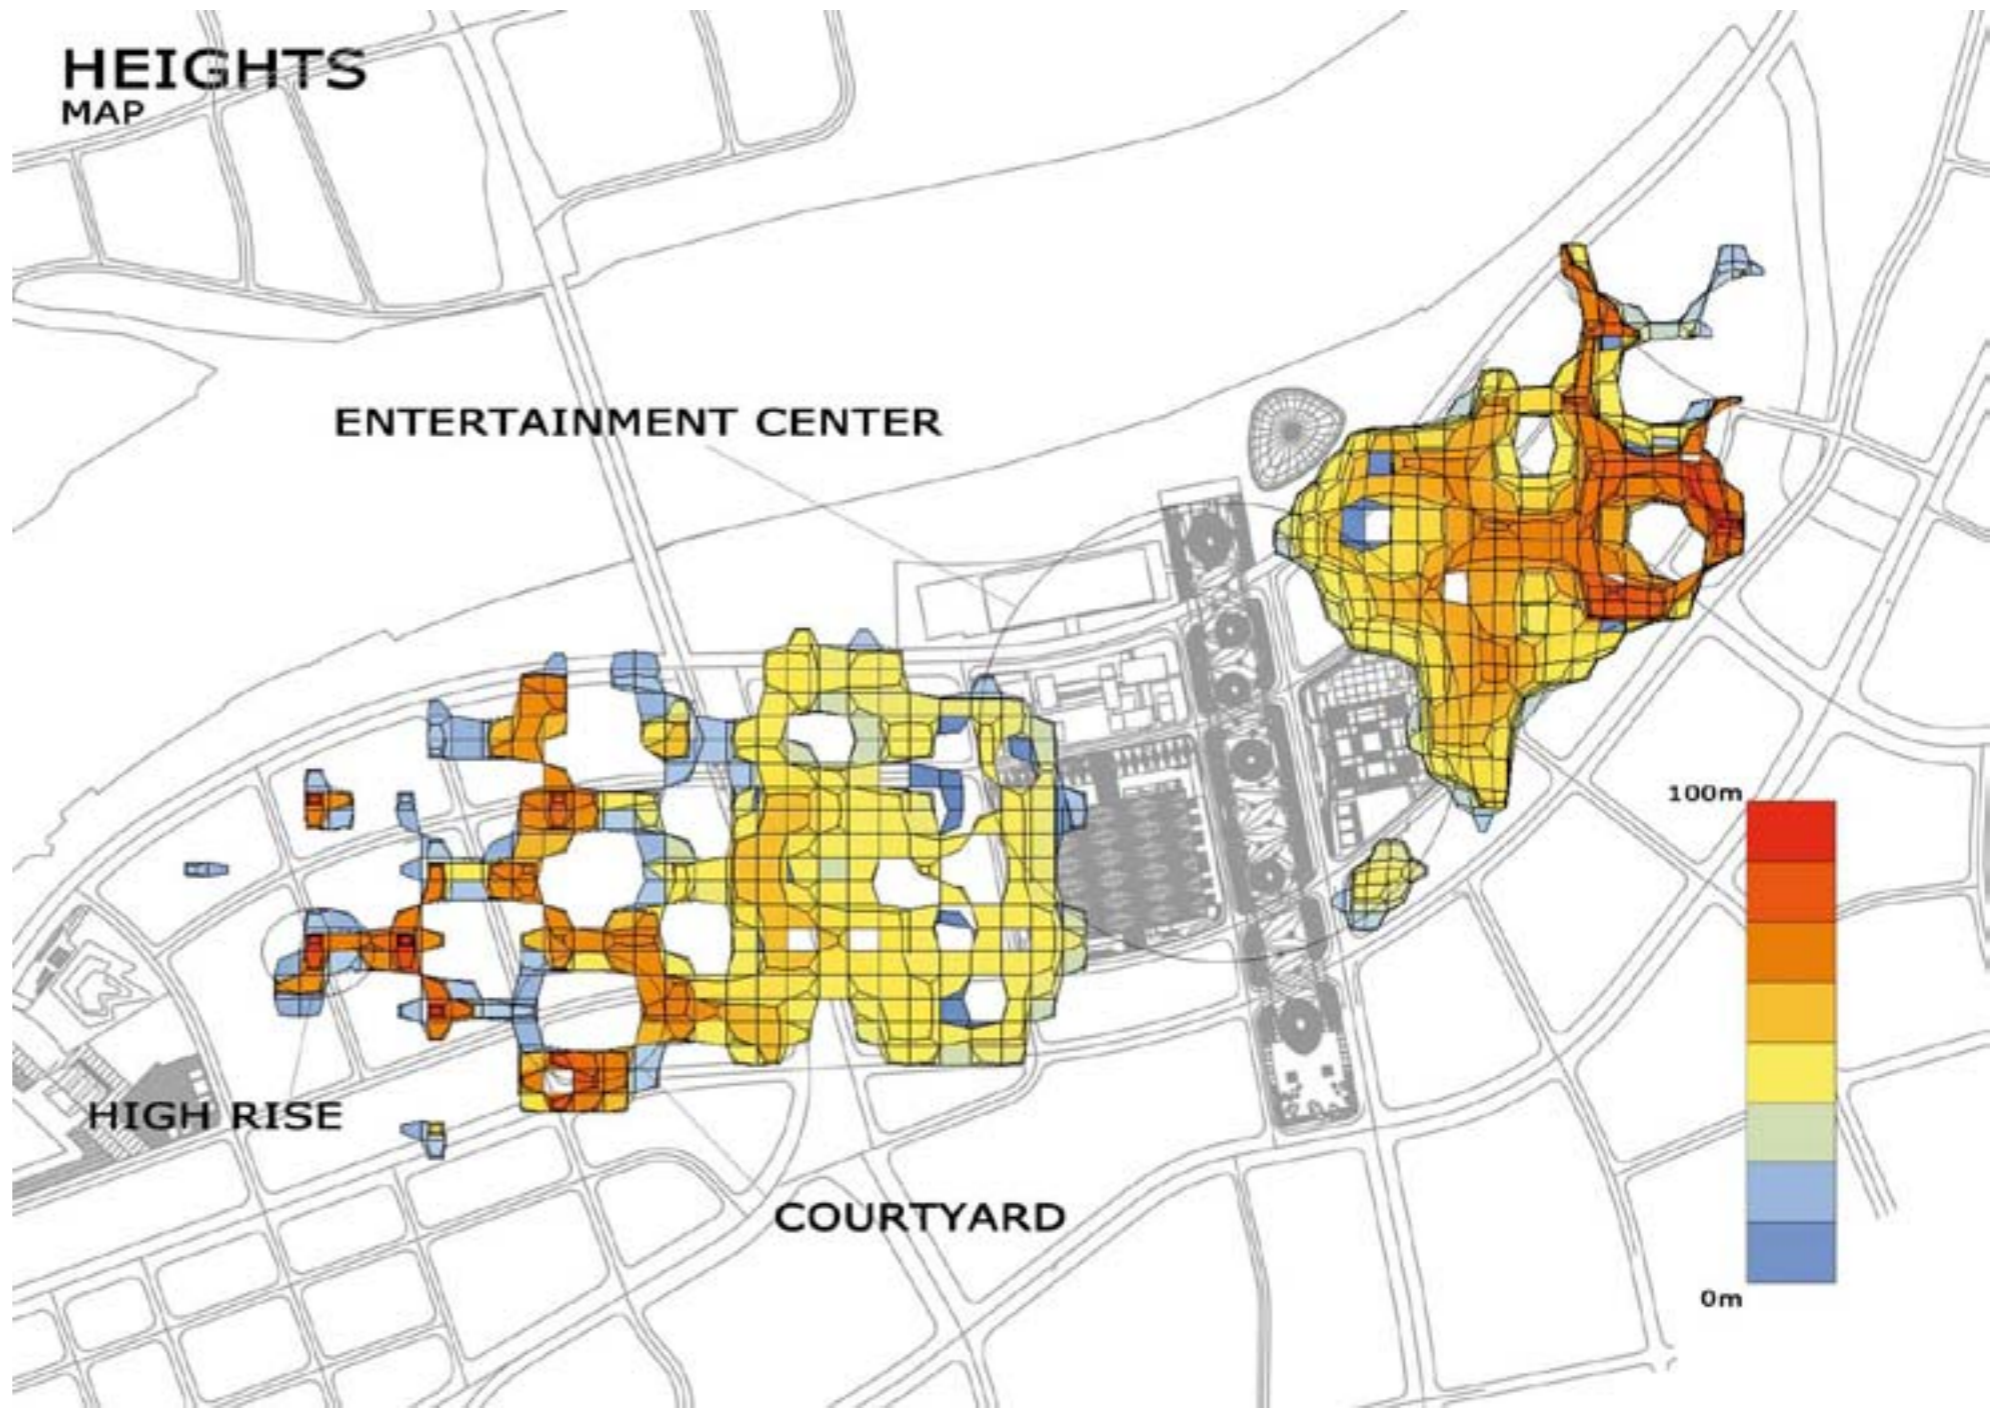 HEIGHTS
MAP
ENTERTAINMENT CENTER
100m
HIGH RISE
COURTYARD
0m